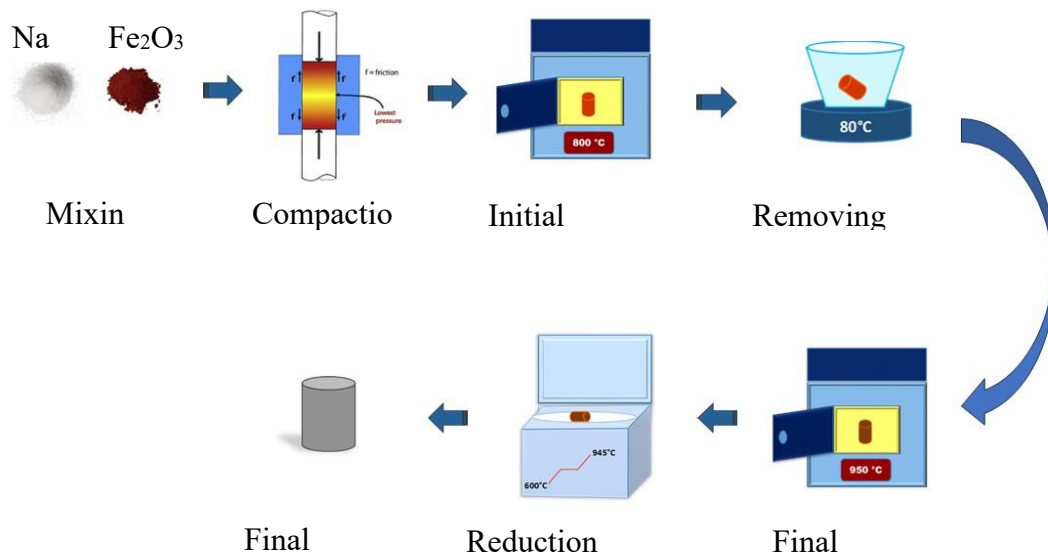 Na Fe₂O₃
f = friction
f f
Lowest
pressure
f f
800 °C
80°C
Mixin Compactio Initial Removing
945°C
600°C
950 °C
Final Reduction Final